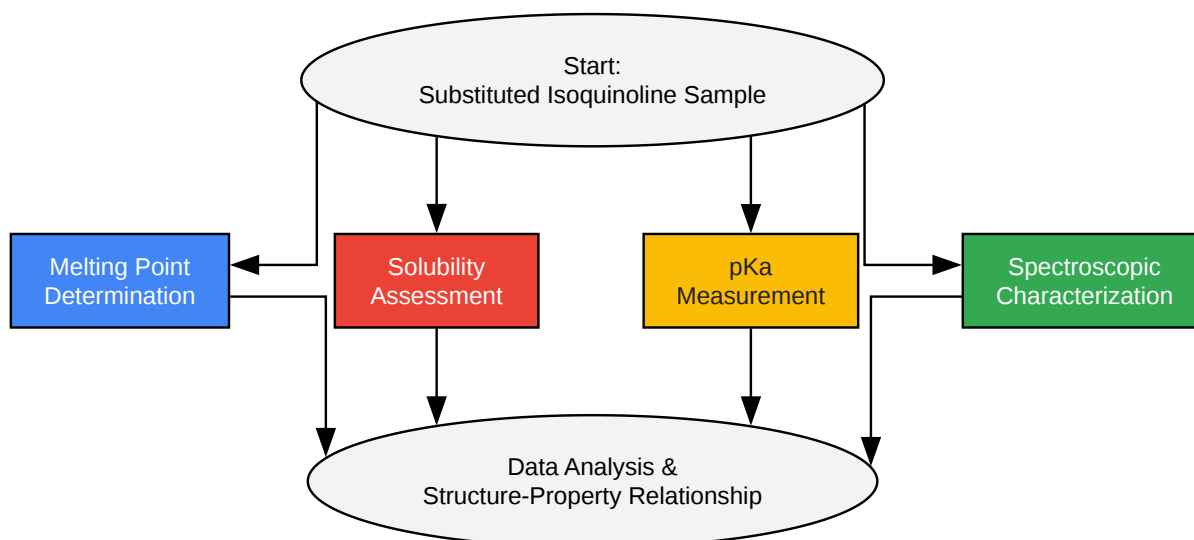 Start:
Substituted Isoquinoline Sample
Melting Point
Determination
Solubility
Assessment
pKa
Measurement
Spectroscopic
Characterization
Data Analysis &
Structure-Property Relationship